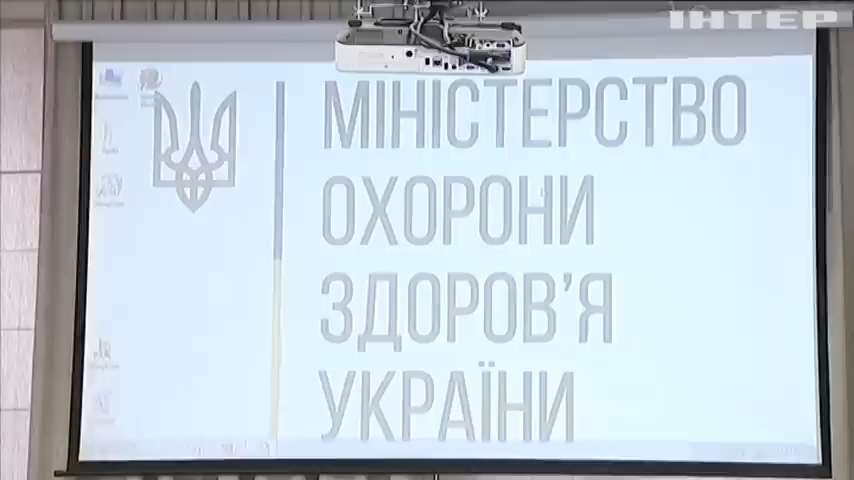 ІНТЕР
МІНІСТЕРСТВО
ОХОРОНИ
ЗДОРОВ’Я
УКРАЇНИ